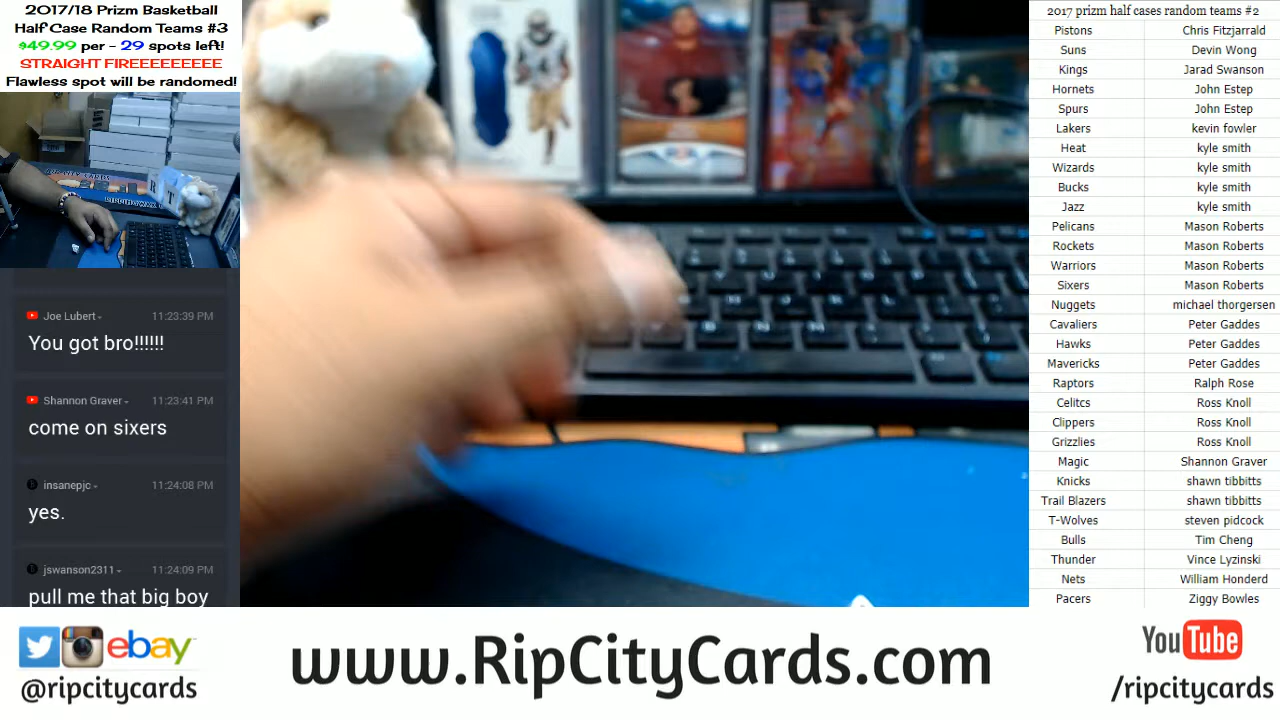 2017/18 Prizm Basketball
Half Case Random Teams #3
$49.99 per - 29 spots left!
STRAIGHT FIREEEEEEEEE
Flawless spot will be randomed!
Joe Lubert 11:23:39 PM
You got bro!!!!!!
Shannon Graver 11:23:41 PM
come on sixers
insanepjc 11:24:08 PM
yes.
jswanson2311 11:24:09 PM
pull me that big boy
2017 prizm half cases random teams #2
Pistons Chris Fitzjarrald
Suns Devin Wong
Kings Jarad Swanson
Hornets John Estep
Spurs John Estep
Lakers kevin fowler
Heat kyle smith
Wizards kyle smith
Bucks kyle smith
Jazz kyle smith
Pelicans Mason Roberts
Rockets Mason Roberts
Warriors Mason Roberts
Sixers Mason Roberts
Nuggets michael thorgersen
Cavaliers Peter Gaddes
Hawks Peter Gaddes
Mavericks Peter Gaddes
Raptors Ralph Rose
Celitcs Ross Knoll
Clippers Ross Knoll
Grizzlies Ross Knoll
Magic Shannon Graver
Knicks shawn tibbitts
Trail Blazers shawn tibbitts
T-Wolves steven pidcock
Bulls Tim Cheng
Thunder Vince Lyzinski
Nets William Honderd
Pacers Ziggy Bowles
ebay
@ripcitycards
www.RipCityCards.com
YouTube
/ripcitycards